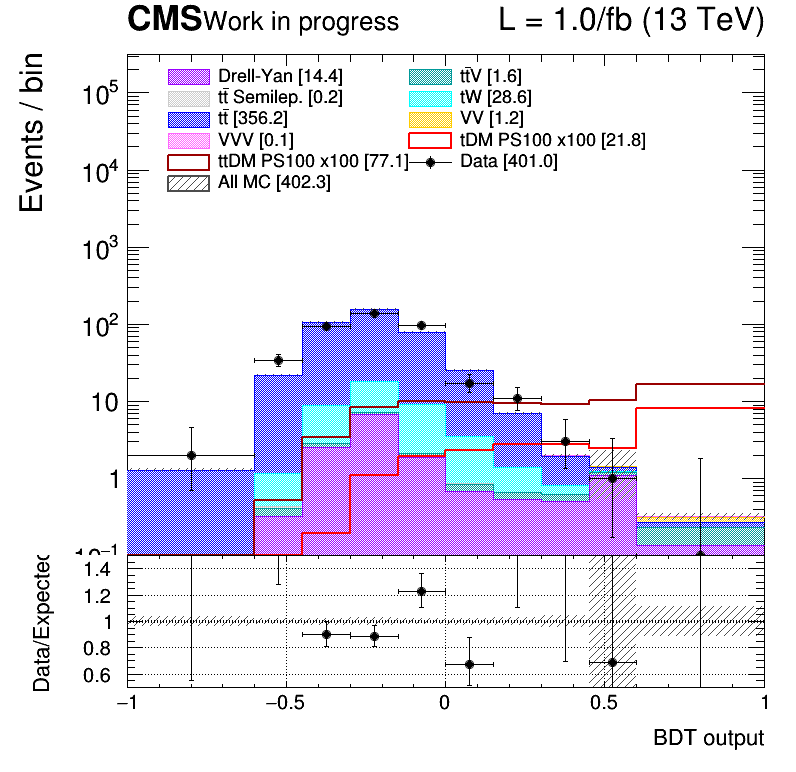 CMS Work in progress L = 1.0/fb (13 TeV)
Events / bin
Drell-Yan [14.4] tt̄V [1.6]
tt̄ Semilep. [0.2] tW [28.6]
tt̄ [356.2] VV [1.2]
VVV [0.1] tDM PS100 x100 [21.8]
ttDM PS100 x100 [77.1] Data [401.0]
All MC [402.3]
10⁵
10⁴
10³
10²
10
1
10⁻¹
Data/Expected
1.4
1.2
1
0.8
0.6
−1 −0.5 0 0.5 1
BDT output